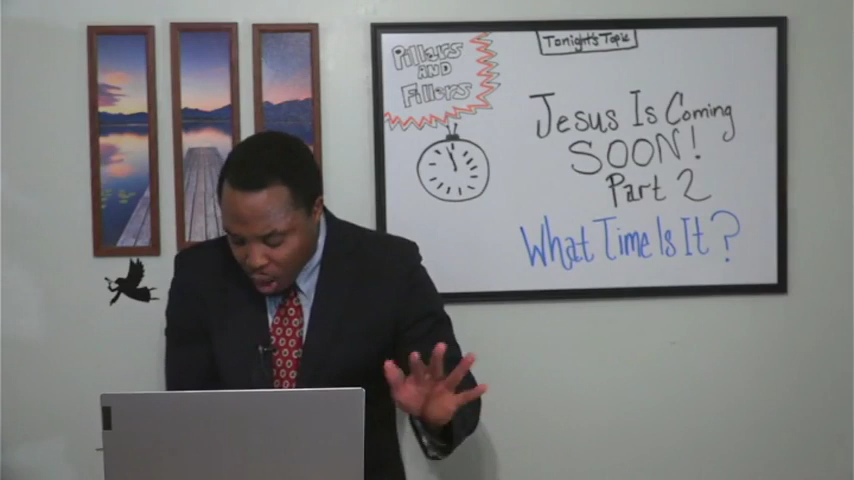 Pillars
AND
Fillers
Tonight's Topic
Jesus Is Coming
SOON!
Part 2
What Time Is It?